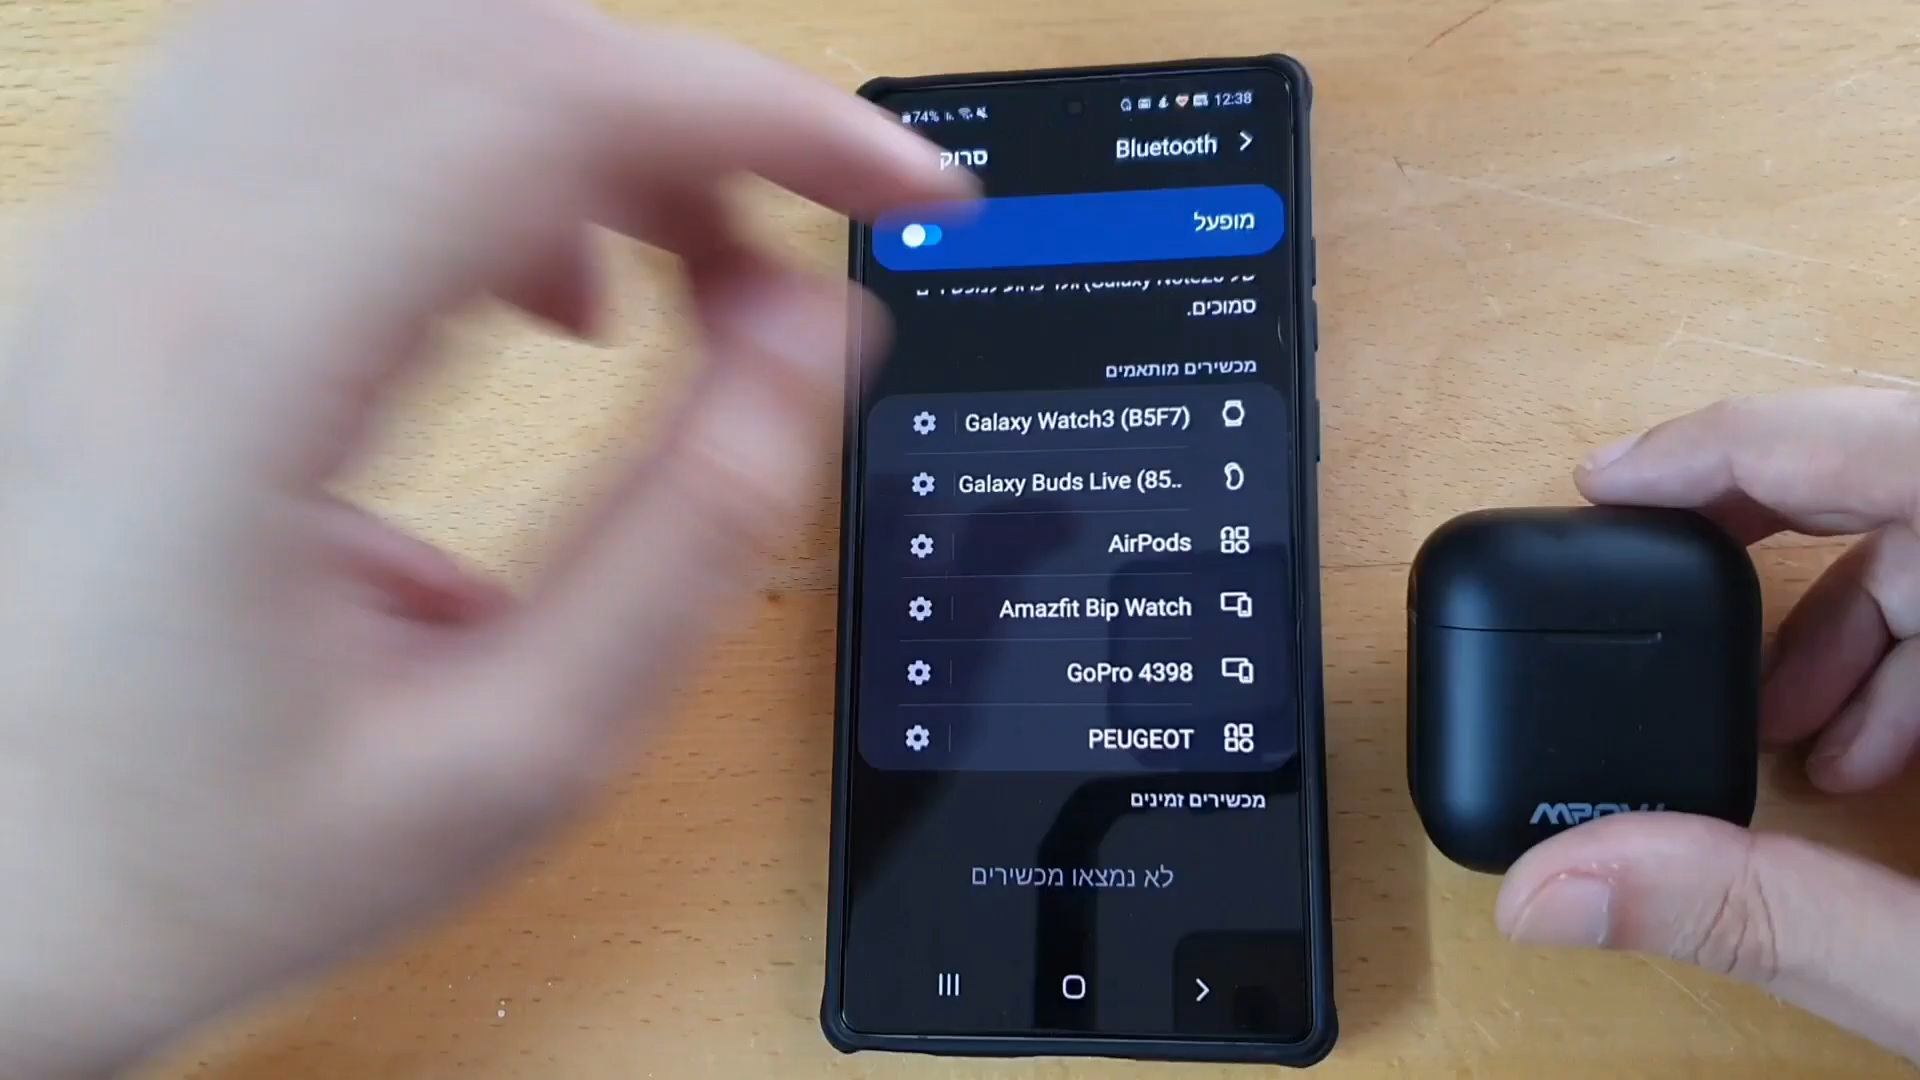 74% 12:38
Bluetooth
סרוק
מופעל
סמוכים.
מכשירים מותאמים
Galaxy Watch3 (B5F7)
Galaxy Buds Live (85..
AirPods
Amazfit Bip Watch
GoPro 4398
PEUGEOT
מכשירים זמינים
לא נמצאו מכשירים